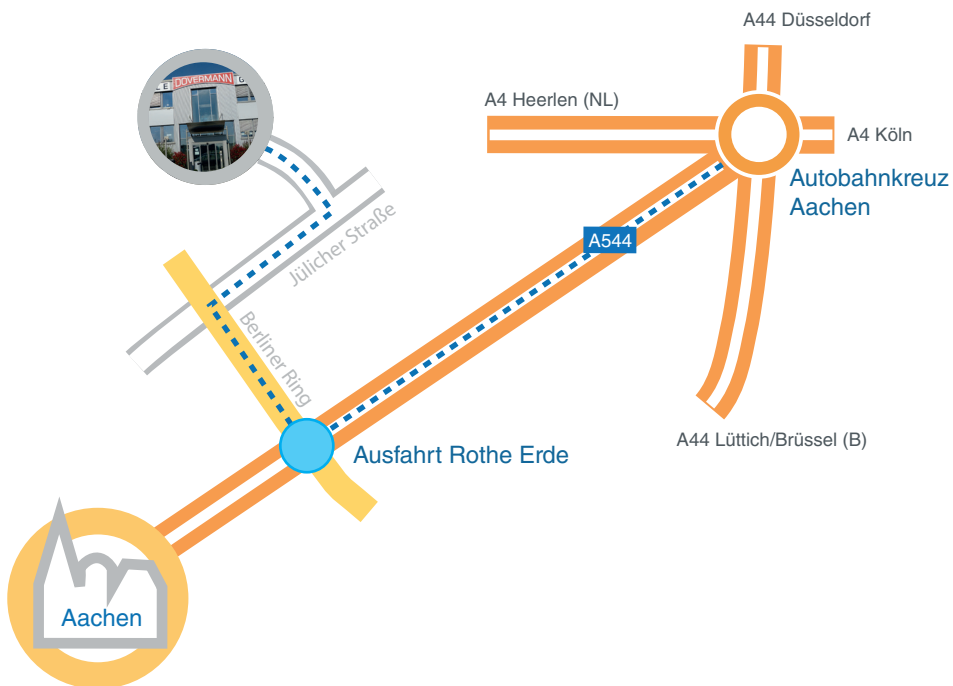 A44 Düsseldorf
A4 Heerlen (NL)
A4 Köln
Autobahnkreuz
Aachen
DOVERMANN
Jülicher Straße
A544
Berliner Ring
A44 Lüttich/Brüssel (B)
Ausfahrt Rothe Erde
Aachen